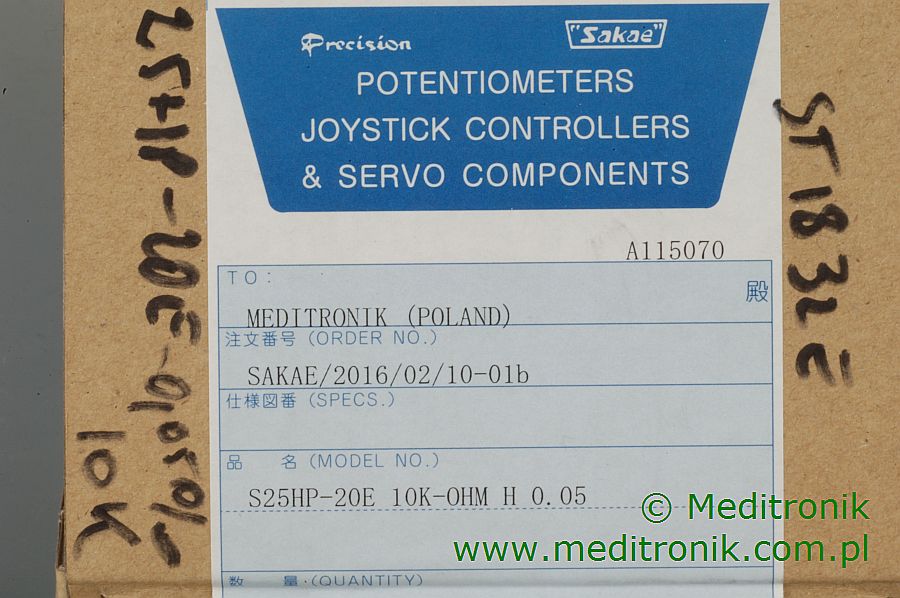 Precision
"Sakae"
POTENTIOMETERS
JOYSTICK CONTROLLERS
& SERVO COMPONENTS
A115070
TO:
殿
MEDITRONIK (POLAND)
注文番号 (ORDER NO.)
SAKAE/2016/02/10-01b
仕様図番 (SPECS.)
品 名 (MODEL NO.)
S25HP-20E 10K-OHM H 0.05
数 量 (QUANTITY)
10K
ST1832E
© Meditronik
www.meditronik.com.pl